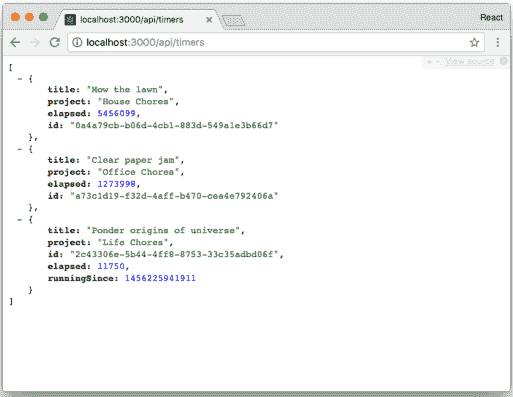 localhost:3000/api/timers
React
localhost:3000/api/timers
View source
[
- {
title: "Mow the lawn",
project: "House Chores",
elapsed: 5456099,
id: "0a4a79cb-b06d-4cb1-883d-549a1e3b66d7"
},
- {
title: "Clear paper jam",
project: "Office Chores",
elapsed: 1273998,
id: "a73c1d19-f32d-4aff-b470-cea4e792406a"
},
- {
title: "Ponder origins of universe",
project: "Life Chores",
id: "2c43306e-5b44-4ff8-8753-33c35adbd06f",
elapsed: 11750,
runningSince: 1456225941911
}
]